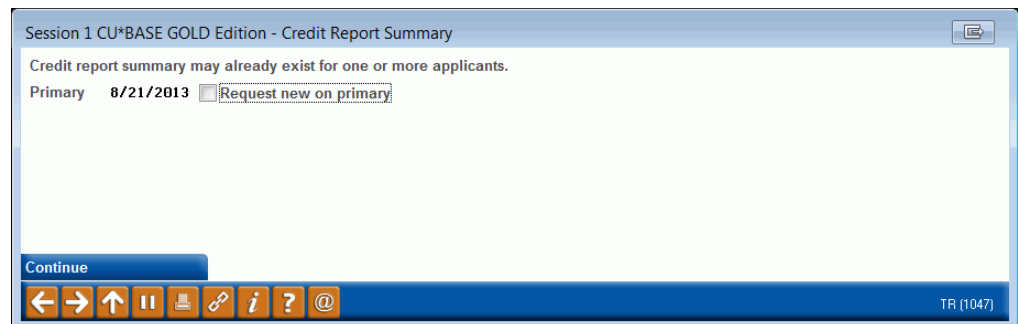 Session 1 CU*BASE GOLD Edition - Credit Report Summary
Credit report summary may already exist for one or more applicants.
Primary 8/21/2013 Request new on primary
Continue
i ? @
TR (1047)